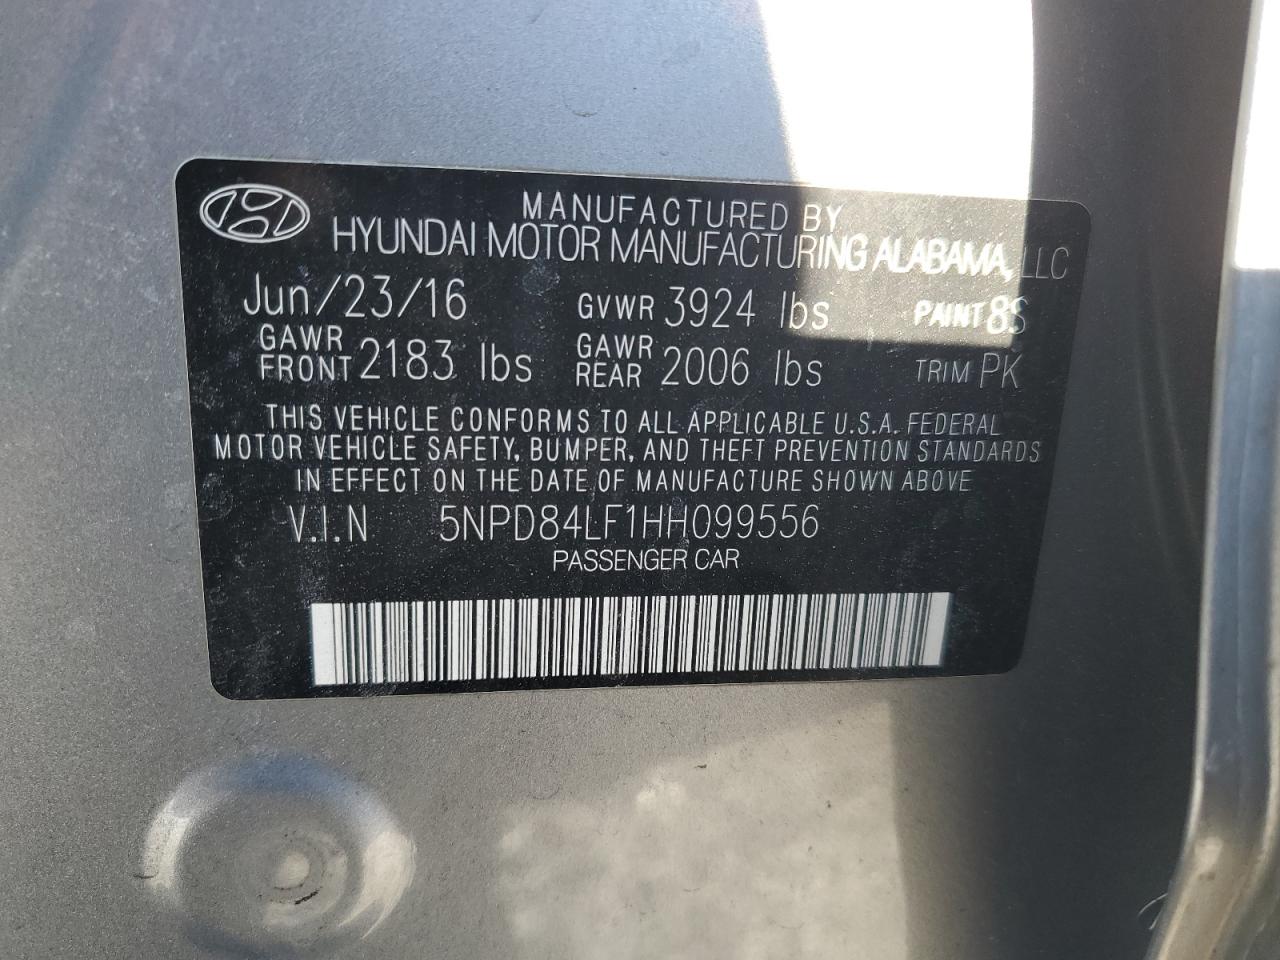 MANUFACTURED BY
HYUNDAI MOTOR MANUFACTURING ALABAMA, LLC
Jun/23/16 GVWR 3924 lbs PAINT 8S
GAWR FRONT 2183 lbs GAWR REAR 2006 lbs TRIM PK
THIS VEHICLE CONFORMS TO ALL APPLICABLE U.S.A. FEDERAL
MOTOR VEHICLE SAFETY, BUMPER, AND THEFT PREVENTION STANDARDS
IN EFFECT ON THE DATE OF MANUFACTURE SHOWN ABOVE
V.I.N 5NPD84LF1HH099556
PASSENGER CAR